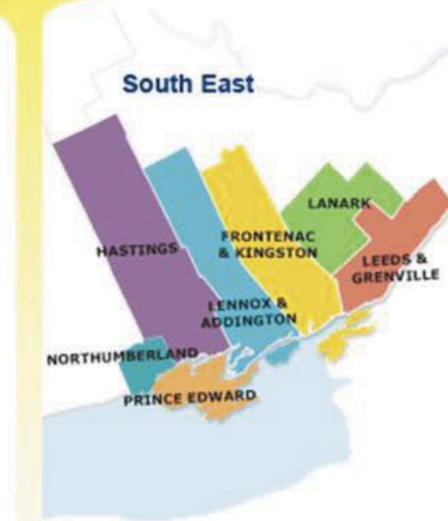 South East
LANARK
HASTINGS
FRONTENAC
& KINGSTON
LEEDS &
GRENVILLE
LENNOX &
ADDINGTON
NORTHUMBERLAND
PRINCE EDWARD